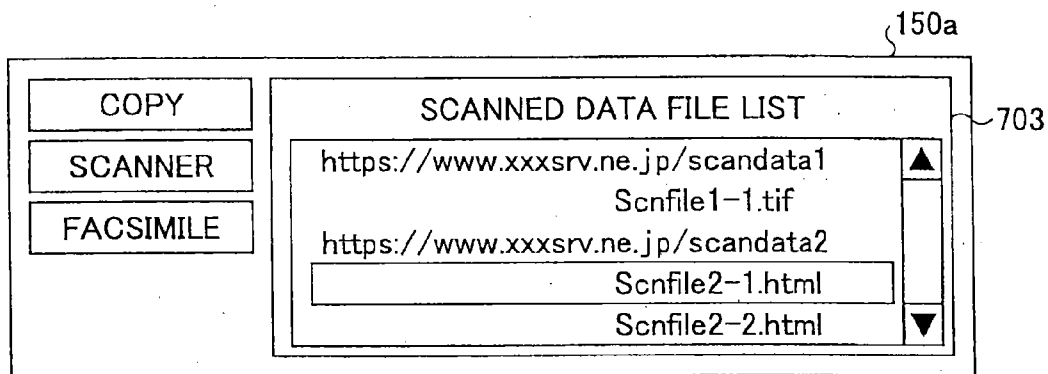 150a
COPY
SCANNER
FACSIMILE
SCANNED DATA FILE LIST
703
https://www.xxxsrv.ne.jp/scandata1
Scnfile1-1.tif
https://www.xxxsrv.ne.jp/scandata2
Scnfile2-1.html
Scnfile2-2.html